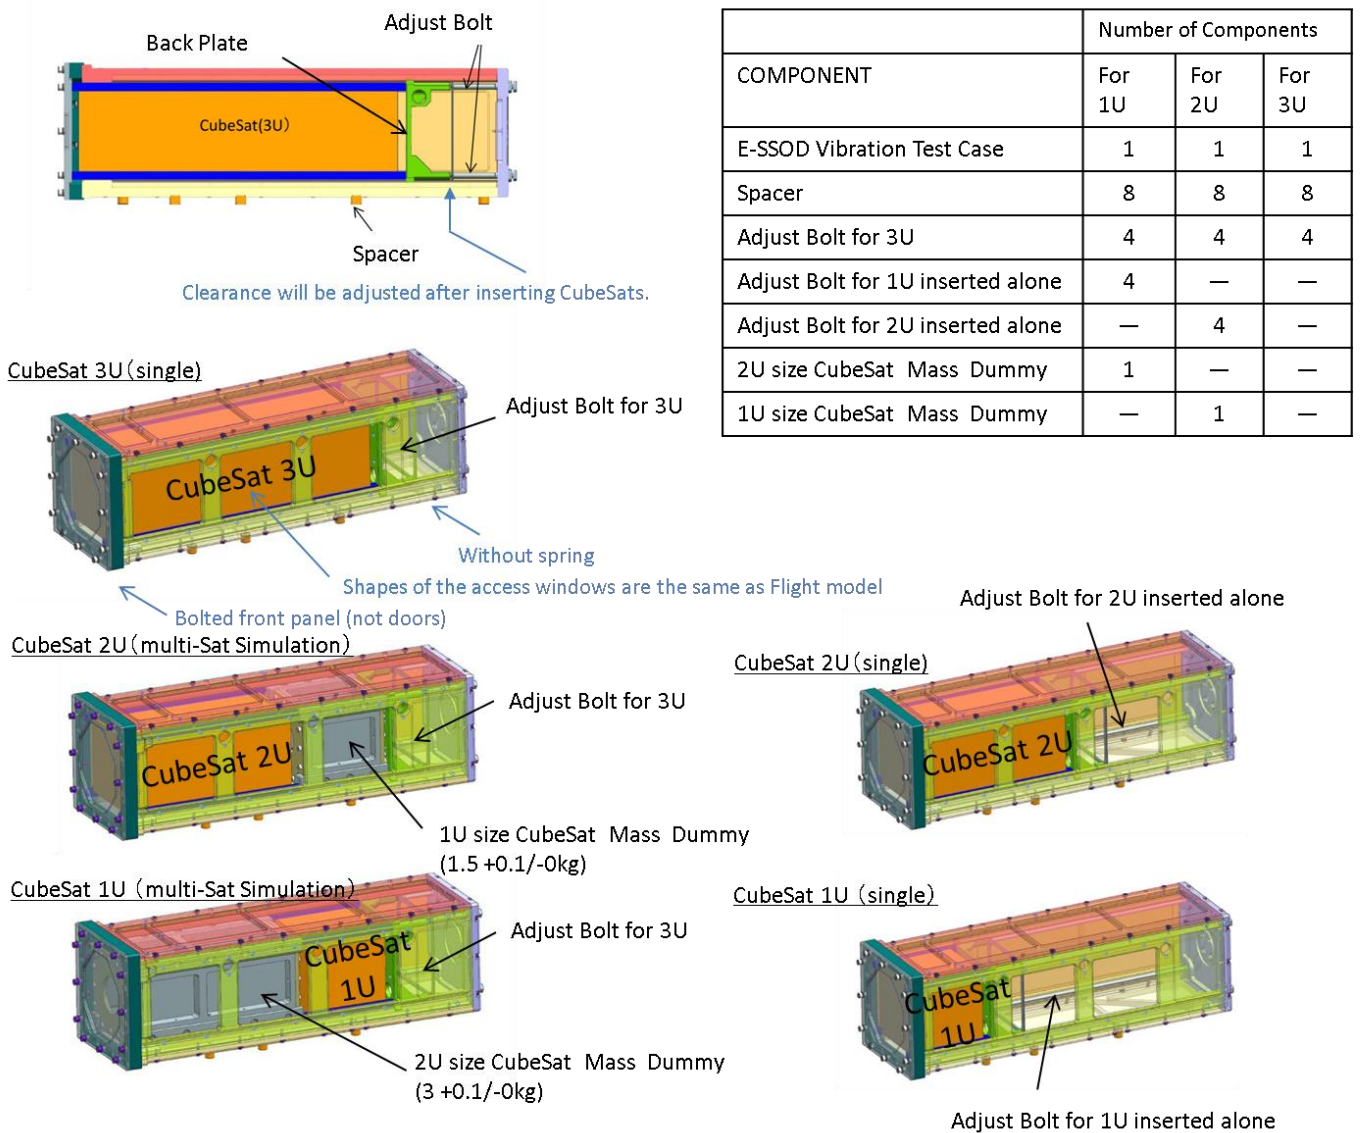 Adjust Bolt
Back Plate
CubeSat(3U)
Spacer
Clearance will be adjusted after inserting CubeSats.
Number of Components
COMPONENT For 1U For 2U For 3U
E-SSOD Vibration Test Case 1 1 1
Spacer 8 8 8
Adjust Bolt for 3U 4 4 4
Adjust Bolt for 1U inserted alone 4 — —
Adjust Bolt for 2U inserted alone — 4 —
2U size CubeSat Mass Dummy 1 — —
1U size CubeSat Mass Dummy — 1 —
CubeSat 3U(single)
Adjust Bolt for 3U
CubeSat 3U
Without spring
Shapes of the access windows are the same as Flight model
Bolted front panel (not doors)
CubeSat 2U(multi-Sat Simulation)
Adjust Bolt for 3U
CubeSat 2U
1U size CubeSat Mass Dummy
(1.5 +0.1/-0kg)
Adjust Bolt for 2U inserted alone
CubeSat 2U(single)
CubeSat 2U
CubeSat 1U (multi-Sat Simulation)
Adjust Bolt for 3U
CubeSat
1U
2U size CubeSat Mass Dummy
(3 +0.1/-0kg)
CubeSat 1U (single)
CubeSat
1U
Adjust Bolt for 1U inserted alone